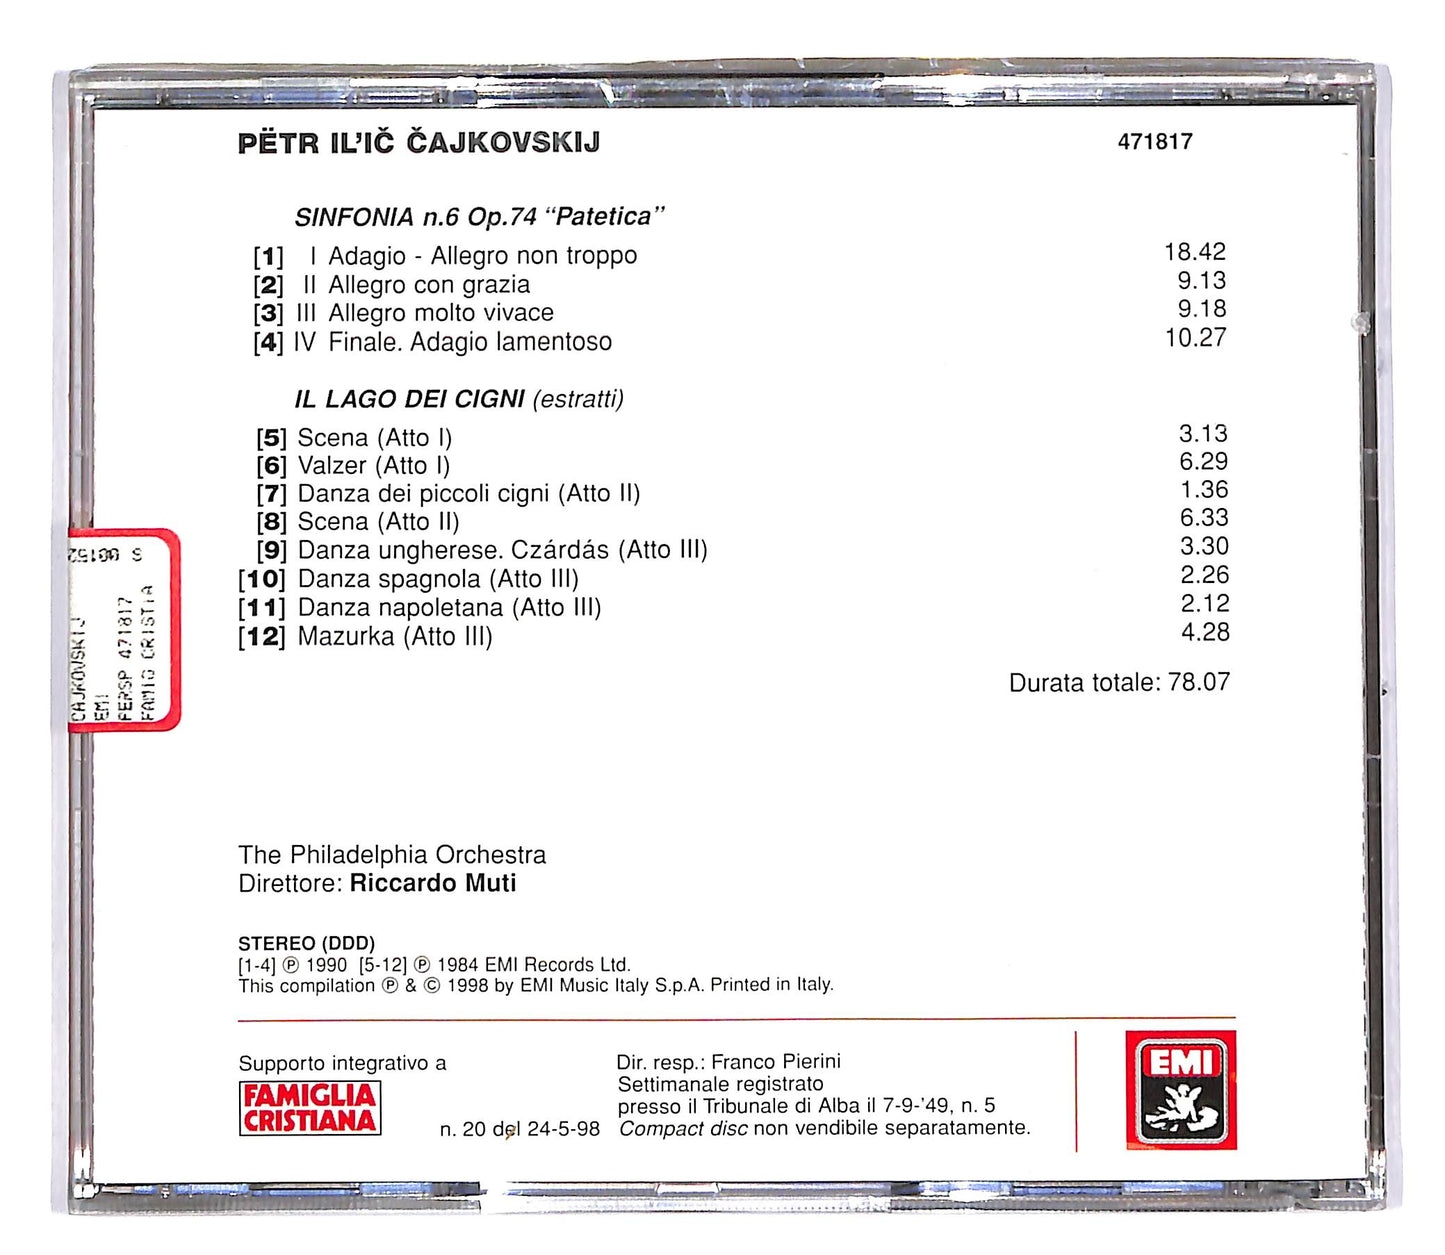 PËTR IL'IČ ČAJKOVSKIJ 471817
SINFONIA n.6 Op.74 “Patetica”
[1] I Adagio - Allegro non troppo 18.42
[2] II Allegro con grazia 9.13
[3] III Allegro molto vivace 9.18
[4] IV Finale. Adagio lamentoso 10.27
IL LAGO DEI CIGNI (estratti)
[5] Scena (Atto I) 3.13
[6] Valzer (Atto I) 6.29
[7] Danza dei piccoli cigni (Atto II) 1.36
[8] Scena (Atto II) 6.33
[9] Danza ungherese. Czárdás (Atto III) 3.30
[10] Danza spagnola (Atto III) 2.26
[11] Danza napoletana (Atto III) 2.12
[12] Mazurka (Atto III) 4.28
Durata totale: 78.07
CAJKOVSKIJ
EMI
PERSP 471817
FAMIG CRISTIA
The Philadelphia Orchestra
Direttore: Riccardo Muti
STEREO (DDD)
[1-4] ℗ 1990 [5-12] ℗ 1984 EMI Records Ltd.
This compilation ℗ & © 1998 by EMI Music Italy S.p.A. Printed in Italy.
Supporto integrativo a
FAMIGLIA
CRISTIANA
n. 20 del 24-5-98
Dir. resp.: Franco Pierini
Settimanale registrato
presso il Tribunale di Alba il 7-9-'49, n. 5
Compact disc non vendibile separatamente.
EMI